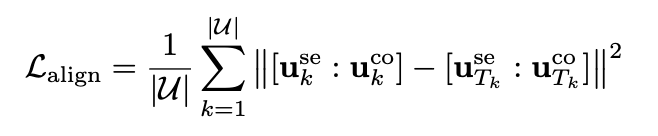 $$\mathcal{L}_{\text{align}} = \frac{1}{|\mathcal{U}|} \sum_{k=1}^{|\mathcal{U}|} \left\| [\mathbf{u}_k^{\text{se}} : \mathbf{u}_k^{\text{co}}] - [\mathbf{u}_{T_k}^{\text{se}} : \mathbf{u}_{T_k}^{\text{co}}] \right\|^2$$